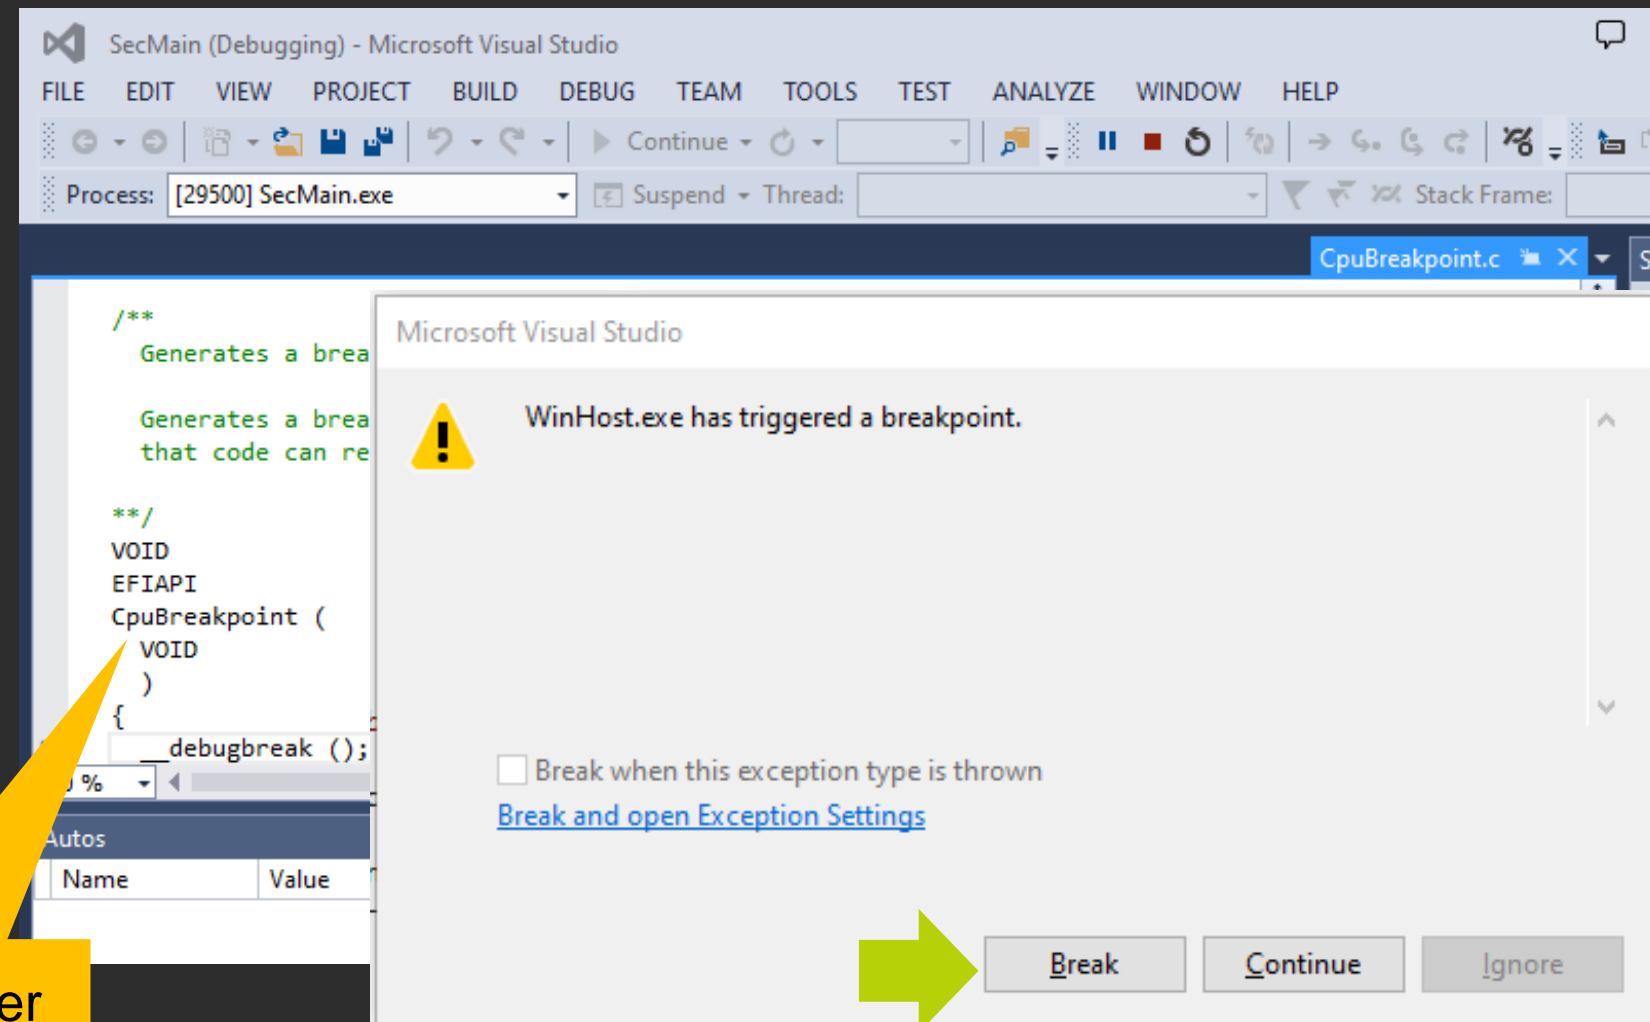 SecMain (Debugging) - Microsoft Visual Studio
FILE EDIT VIEW PROJECT BUILD DEBUG TEAM TOOLS TEST ANALYZE WINDOW HELP
Continue
Process: [29500] SecMain.exe Suspend Thread: Stack Frame:
CpuBreakpoint.c
/**
Generates a brea
Generates a brea
that code can re
**/
VOID
EFIAPI
CpuBreakpoint (
VOID
)
{
__debugbreak ();
%
Autos
Name Value
Microsoft Visual Studio
WinHost.exe has triggered a breakpoint.
Break when this exception type is thrown
Break and open Exception Settings
Break Continue Ignore
er